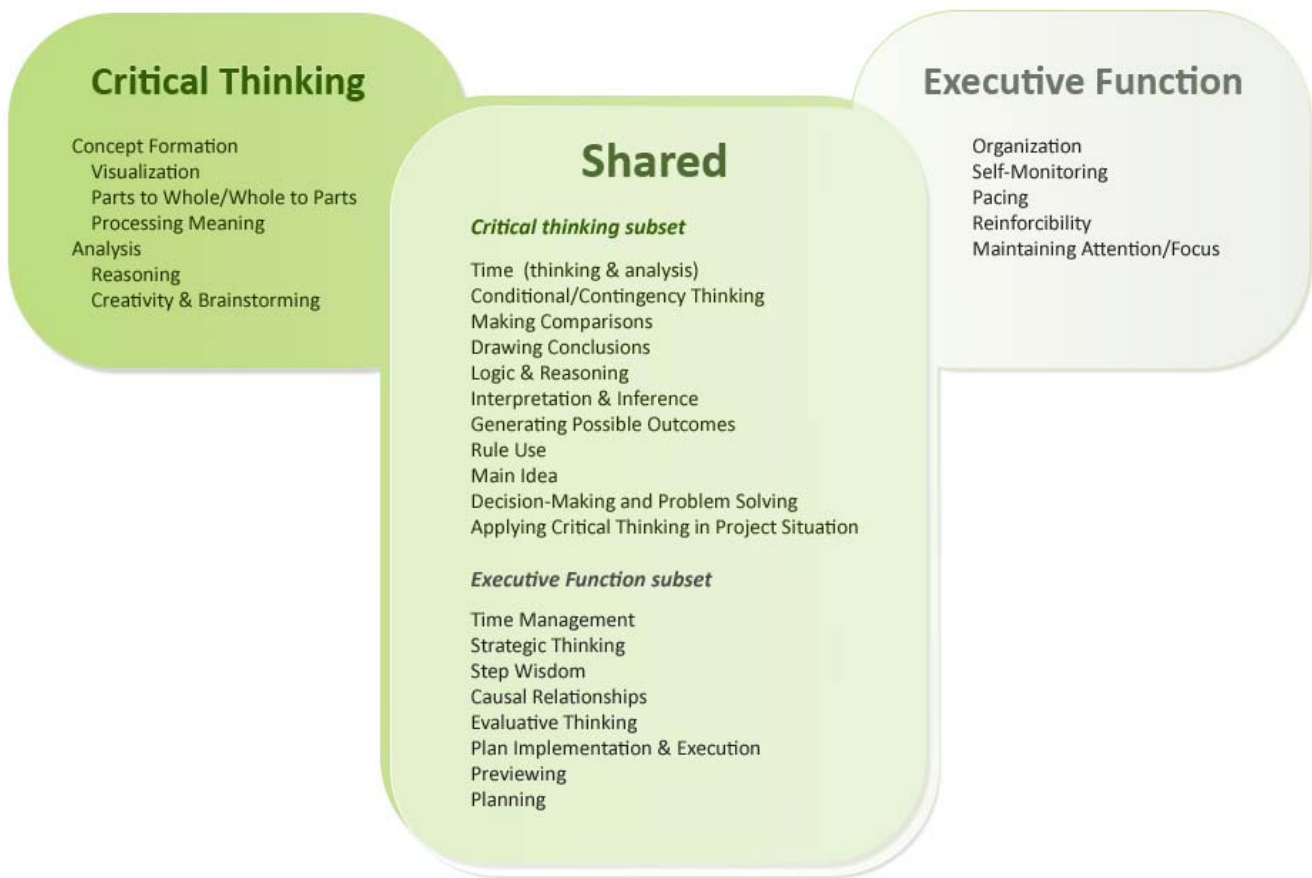 Critical Thinking
Concept Formation
Visualization
Parts to Whole/Whole to Parts
Processing Meaning
Analysis
Reasoning
Creativity & Brainstorming
Shared
Critical thinking subset
Time (thinking & analysis)
Conditional/Contingency Thinking
Making Comparisons
Drawing Conclusions
Logic & Reasoning
Interpretation & Inference
Generating Possible Outcomes
Rule Use
Main Idea
Decision-Making and Problem Solving
Applying Critical Thinking in Project Situation
Executive Function subset
Time Management
Strategic Thinking
Step Wisdom
Causal Relationships
Evaluative Thinking
Plan Implementation & Execution
Previewing
Planning
Executive Function
Organization
Self-Monitoring
Pacing
Reinforcibility
Maintaining Attention/Focus